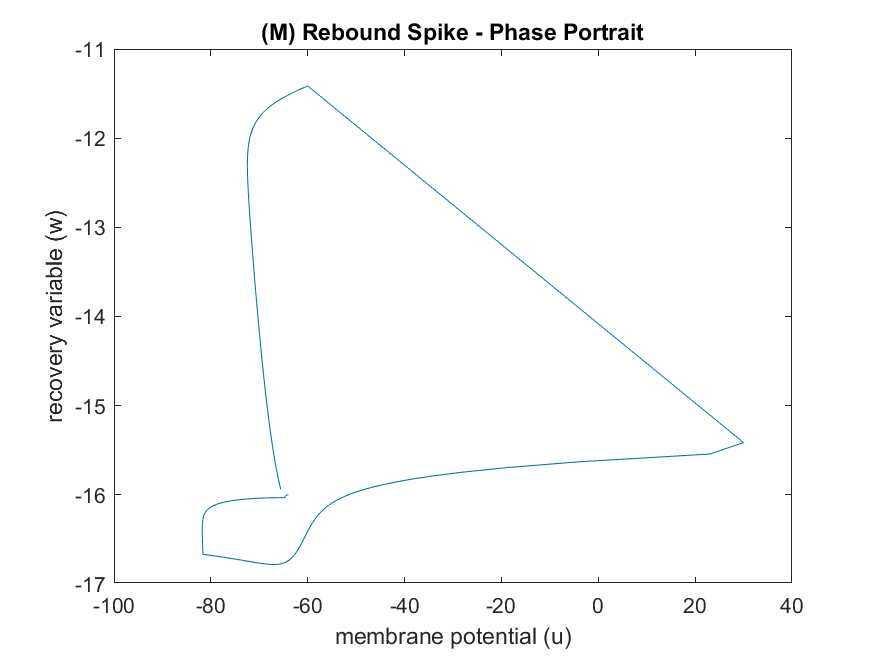 (M) Rebound Spike - Phase Portrait
-11
-12
-13
-14
-15
-16
-17
recovery variable (w)
-100 -80 -60 -40 -20 0 20 40
membrane potential (u)